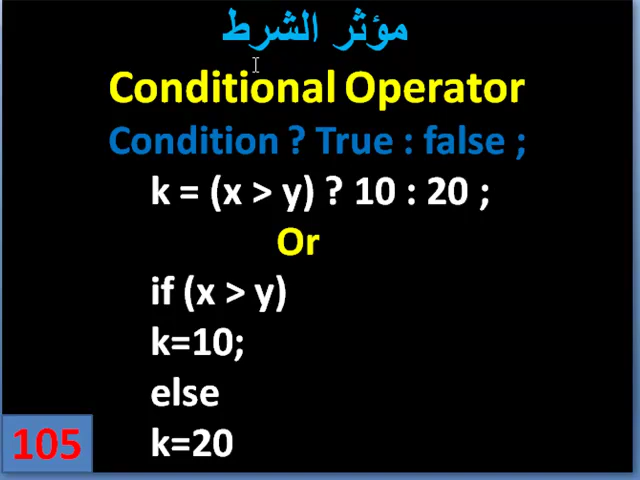 مؤثر الشرط
Conditional Operator
Condition ? True : false ;
k = (x > y) ? 10 : 20 ;
Or
if (x > y)
k=10;
else
k=20
105